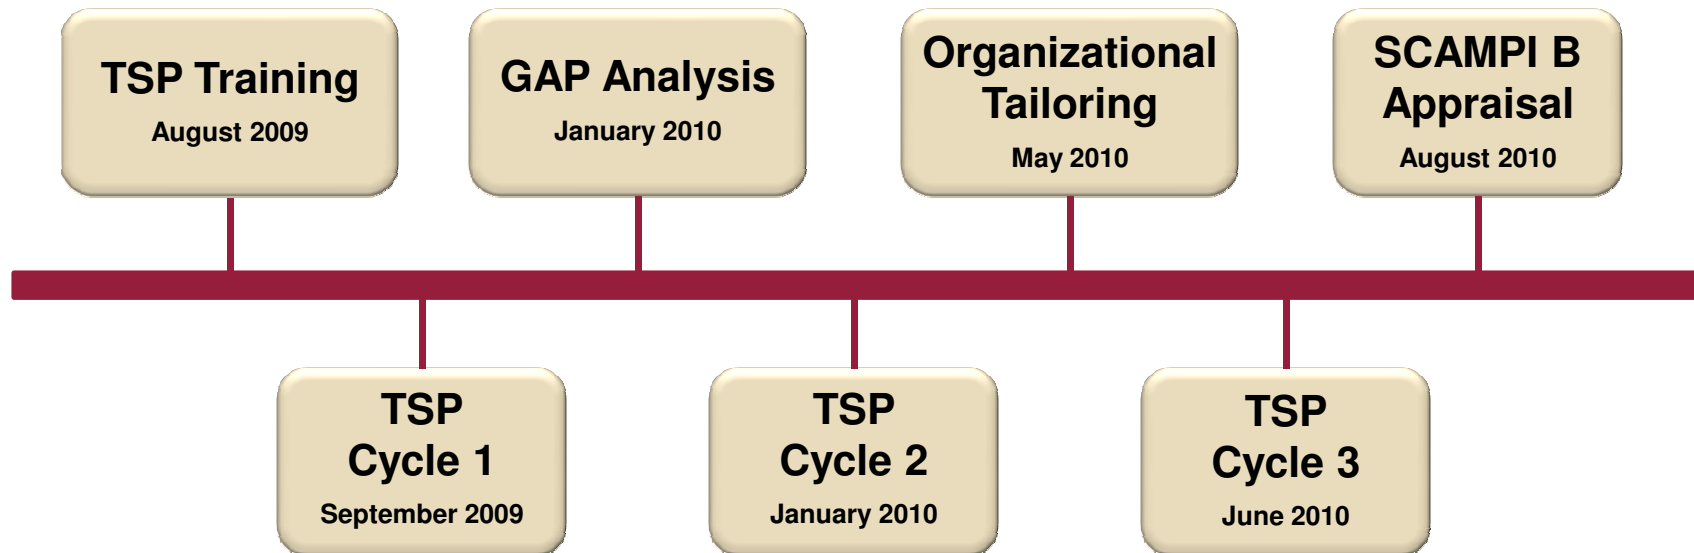 TSP Training
August 2009
GAP Analysis
January 2010
Organizational
Tailoring
May 2010
SCAMPI B
Appraisal
August 2010
TSP
Cycle 1
September 2009
TSP
Cycle 2
January 2010
TSP
Cycle 3
June 2010